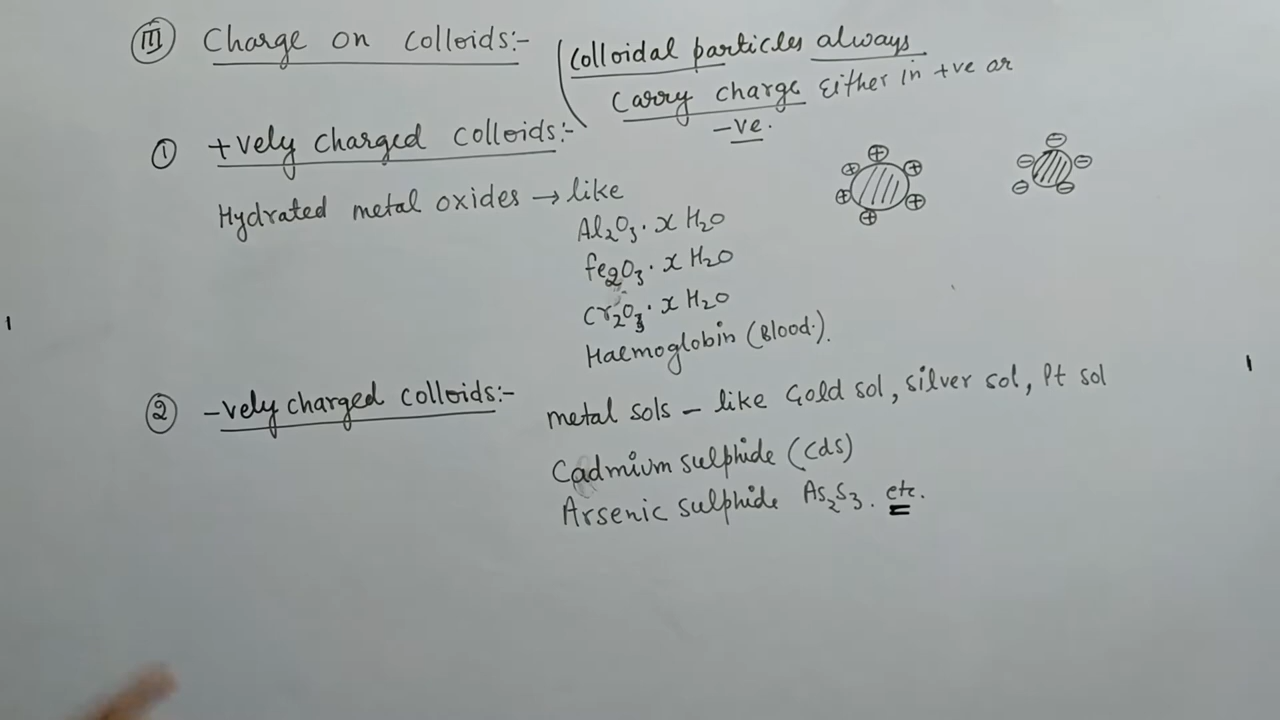 III Charge on Colloids:-
Colloidal particles always
Carry charge Either in +ve or
-ve.
1 +vely charged colloids:-
Hydrated metal oxides → like
Al₂O₃. x H₂O
Fe₂O₃. x H₂O
Cr₂O₃. x H₂O
Haemoglobin (Blood.).
2 -vely charged colloids:-
metal sols - like Gold sol, silver sol, Pt sol
Cadmium sulphide (Cds)
Arsenic sulphide As₂S₃. etc.